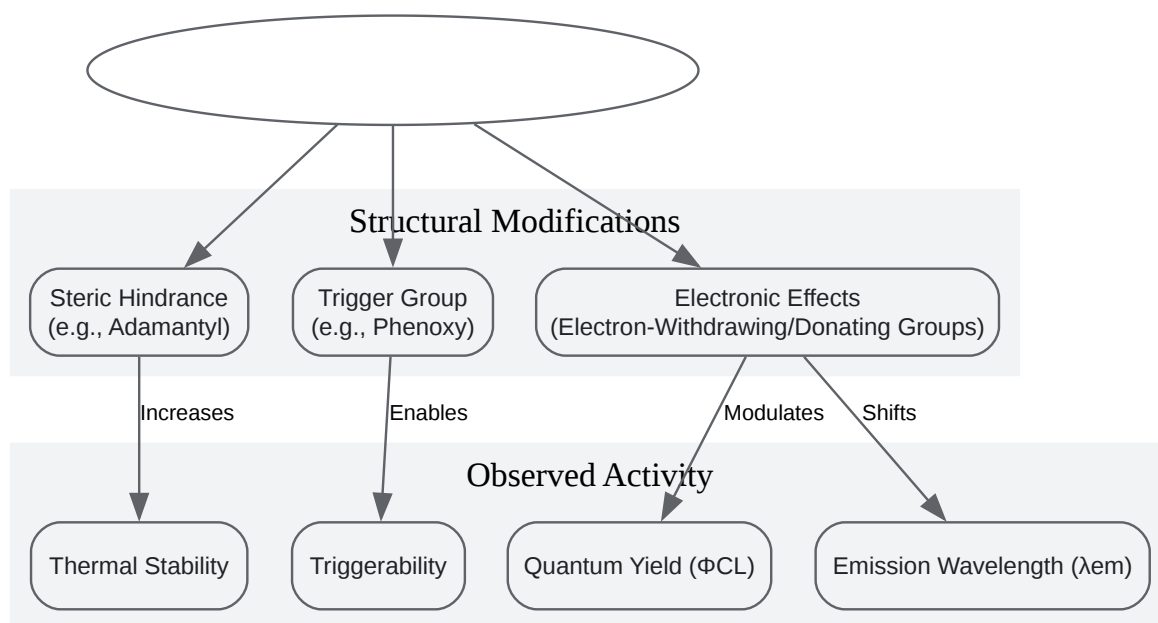 Structural Modifications
Steric Hindrance
(e.g., Adamantyl)
Trigger Group
(e.g., Phenoxy)
Electronic Effects
(Electron-Withdrawing/Donating Groups)
Increases
Enables
Modulates
Shifts
Observed Activity
Thermal Stability
Triggerability
Quantum Yield (ΦCL)
Emission Wavelength (λem)